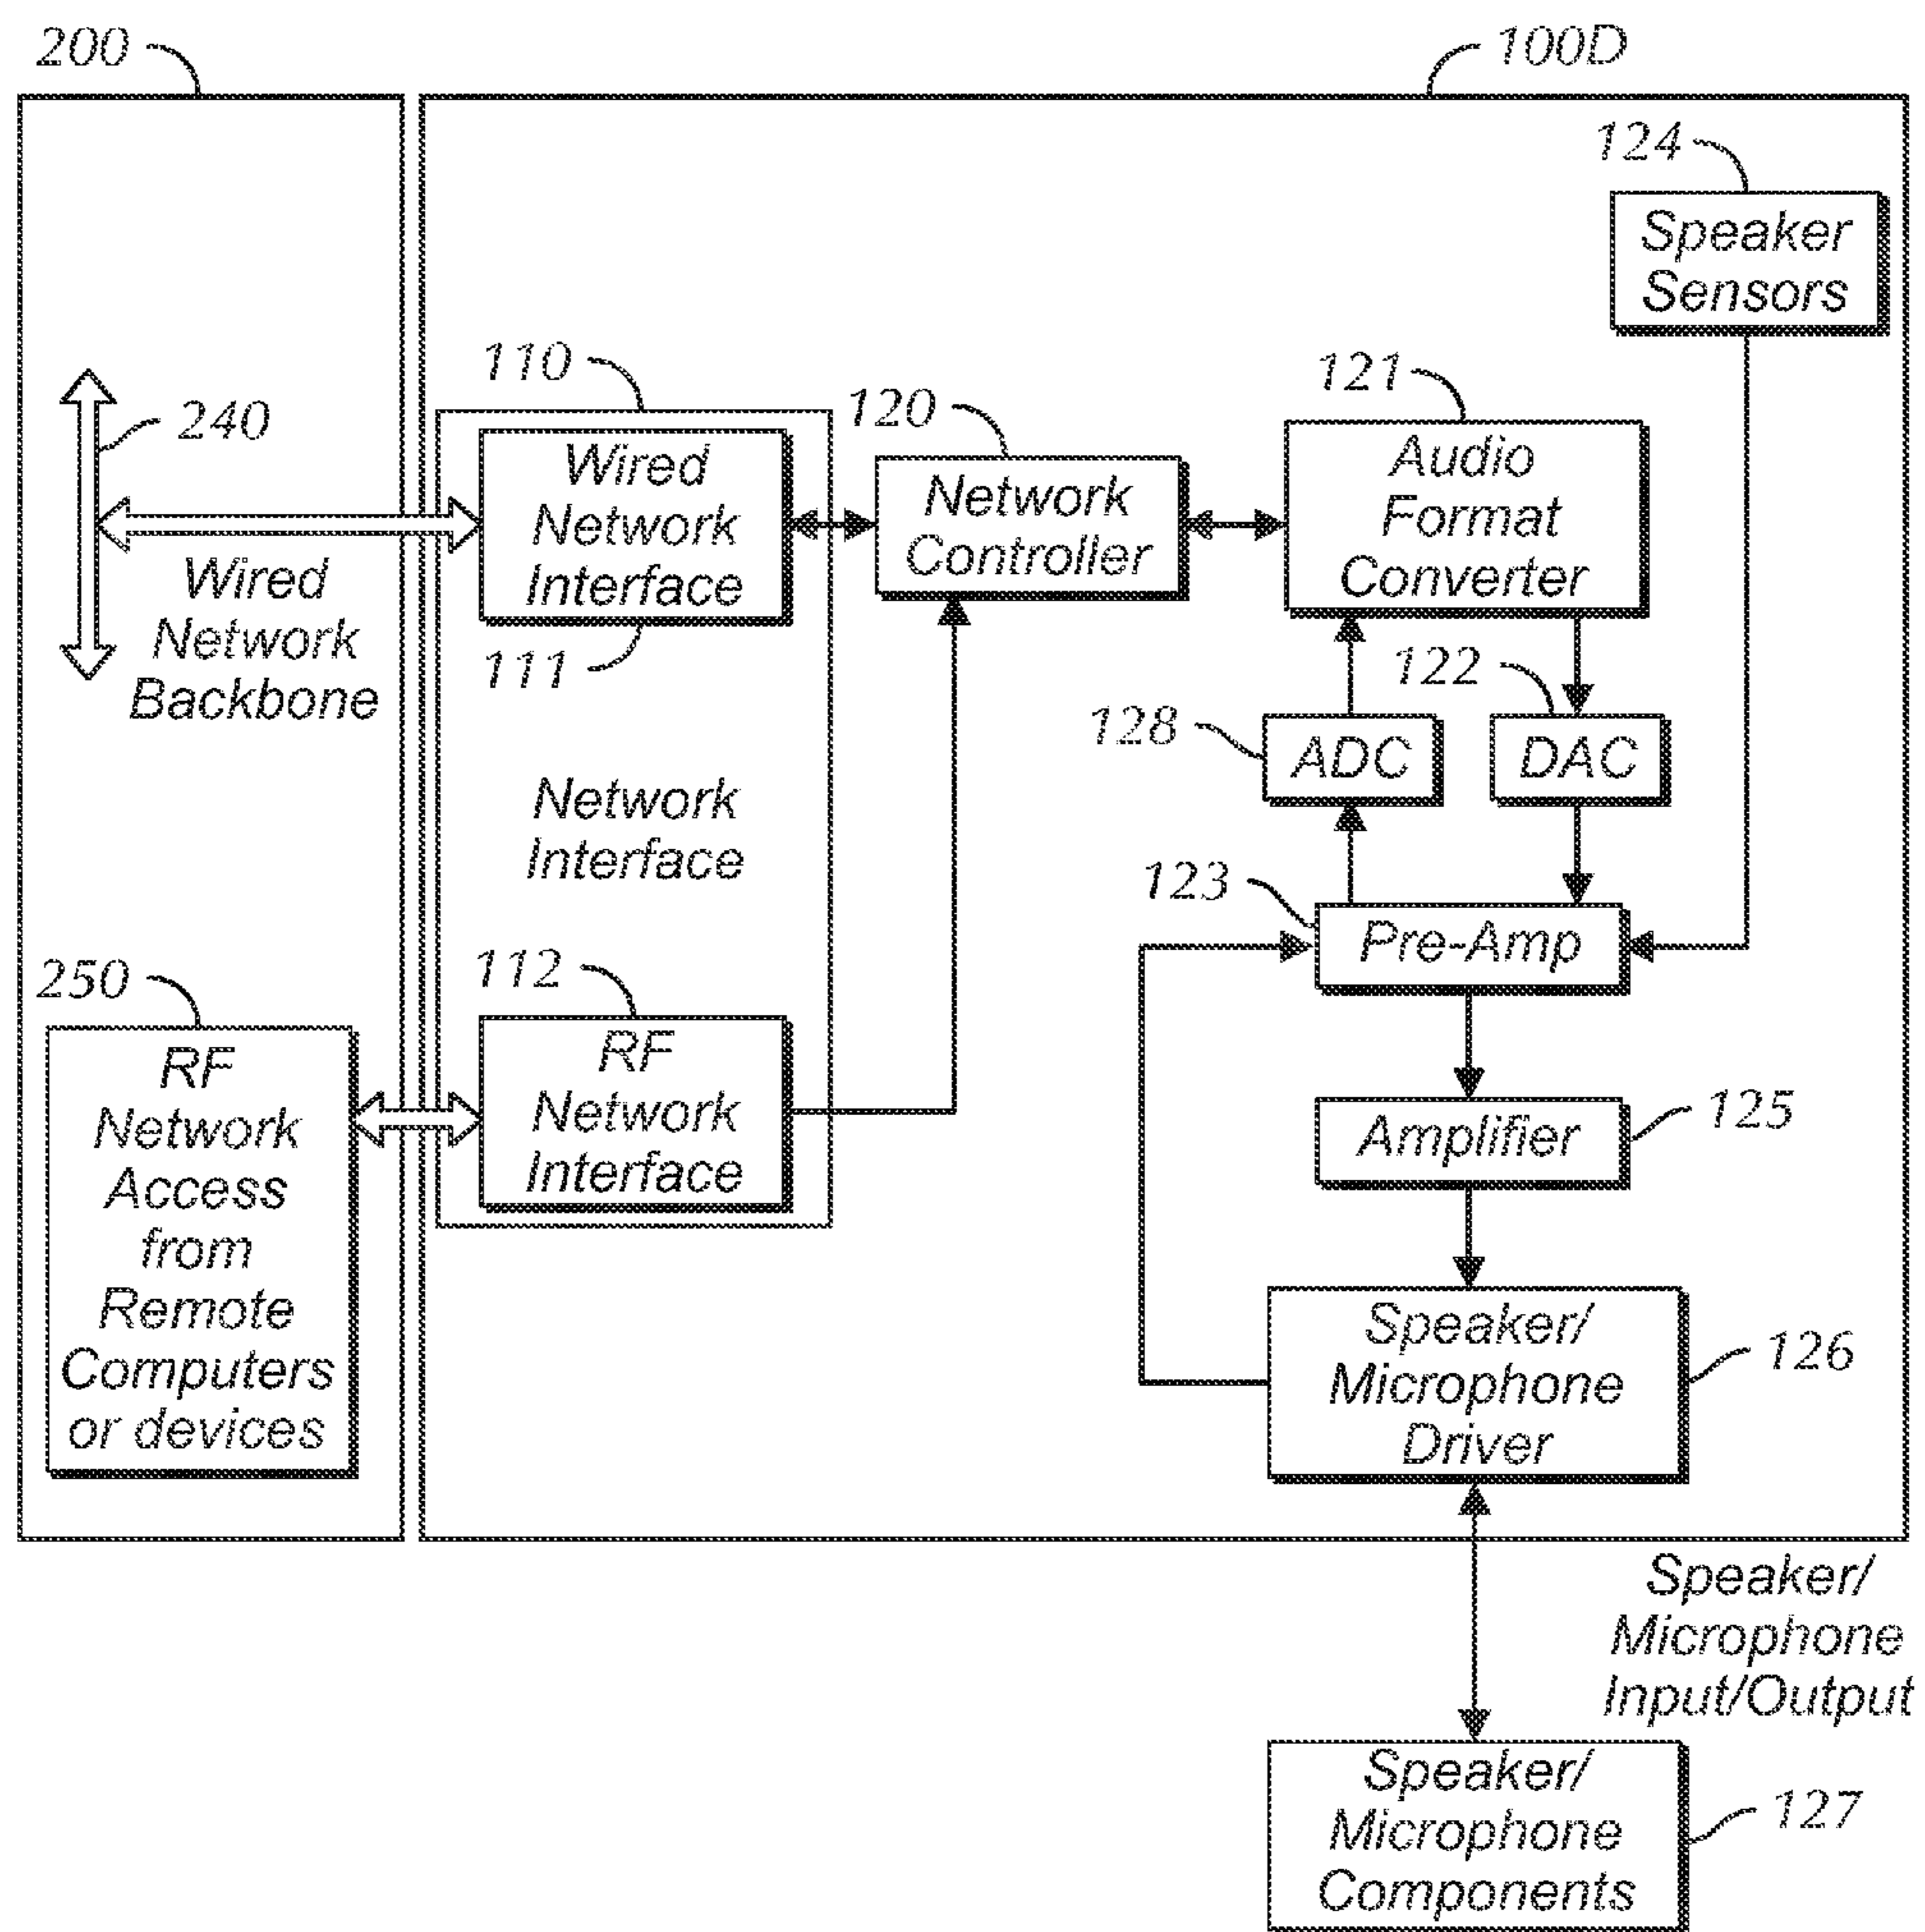 200
100D
124
Speaker
Sensors
110
121
120
240
Wired
Network
Interface
Network
Controller
Audio
Format
Converter
Wired
Network
Backbone
111
122
128
ADC
DAC
Network
Interface
123
Pre-Amp
250
112
RF
Network
Access
from
Remote
Computers
or devices
RF
Network
Interface
Amplifier
125
Speaker/
Microphone
Driver
126
Speaker/
Microphone
Input/Output
Speaker/
Microphone
Components
127